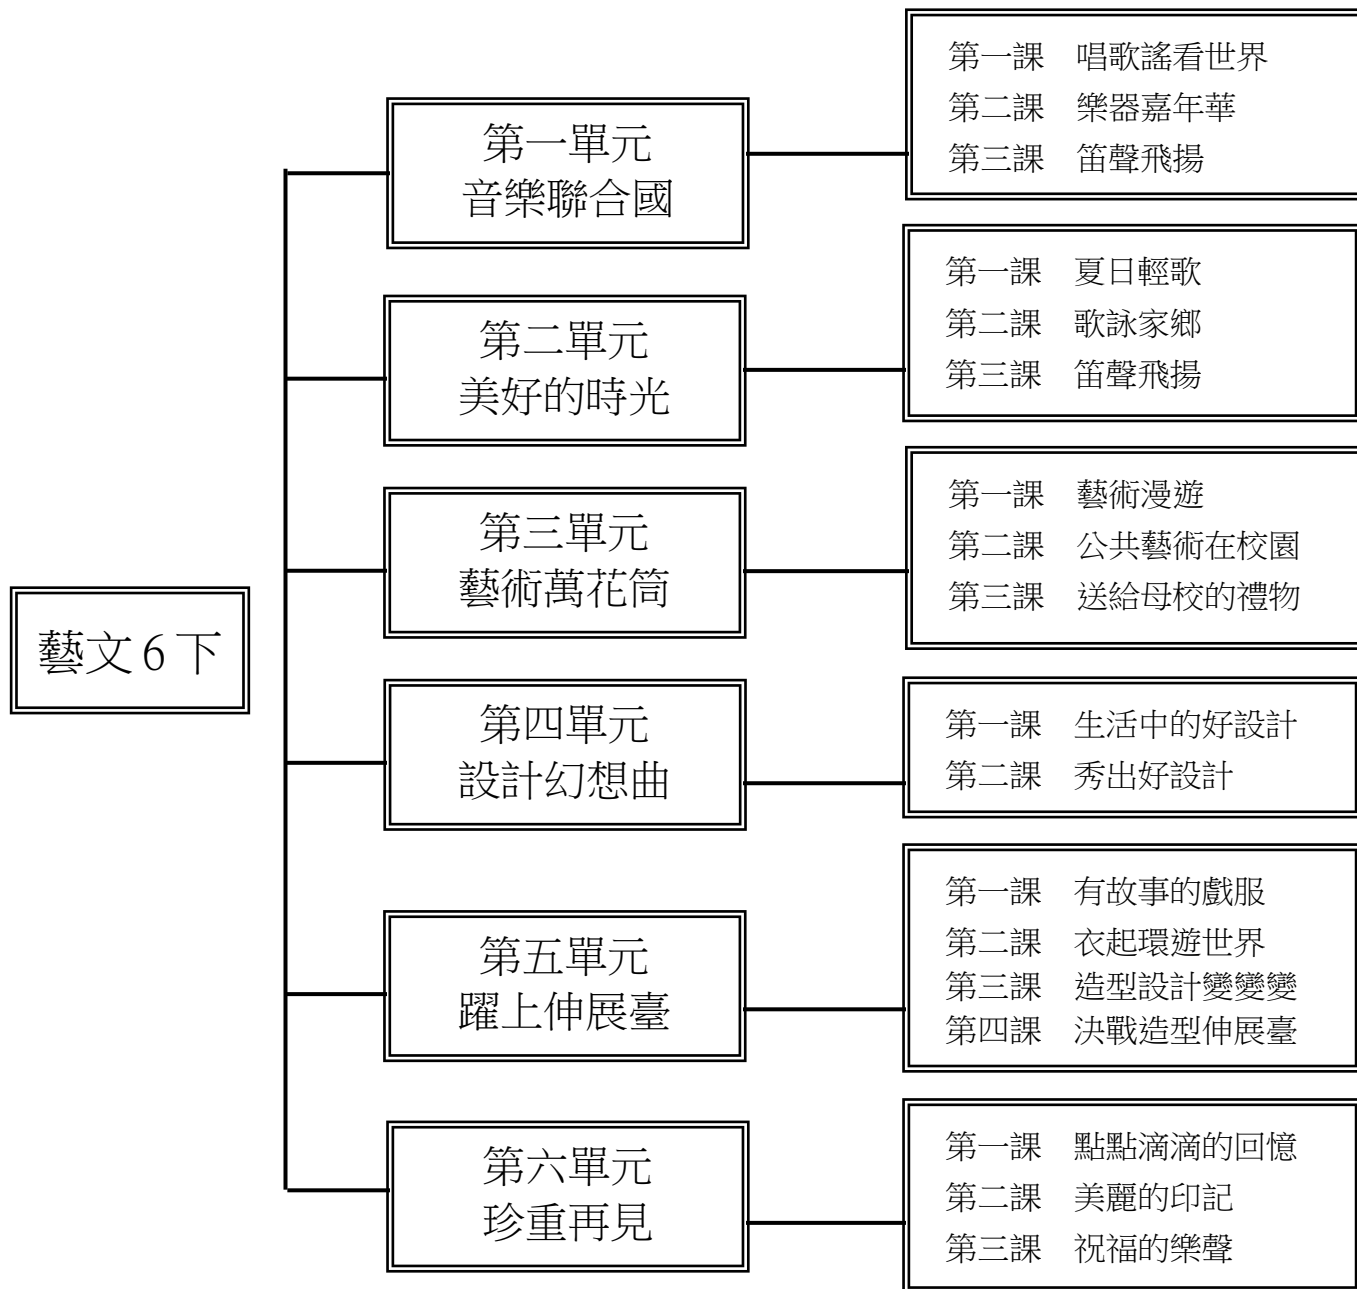 藝文6下
第一單元
音樂聯合國
第一課 唱歌謠看世界
第二課 樂器嘉年華
第三課 笛聲飛揚
第二單元
美好的時光
第一課 夏日輕歌
第二課 歌詠家鄉
第三課 笛聲飛揚
第三單元
藝術萬花筒
第一課 藝術漫遊
第二課 公共藝術在校園
第三課 送給母校的禮物
第四單元
設計幻想曲
第一課 生活中的好設計
第二課 秀出好設計
第五單元
躍上伸展臺
第一課 有故事的戲服
第二課 衣起環遊世界
第三課 造型設計變變變
第四課 決戰造型伸展臺
第六單元
珍重再見
第一課 點點滴滴的回憶
第二課 美麗的印記
第三課 祝福的樂聲